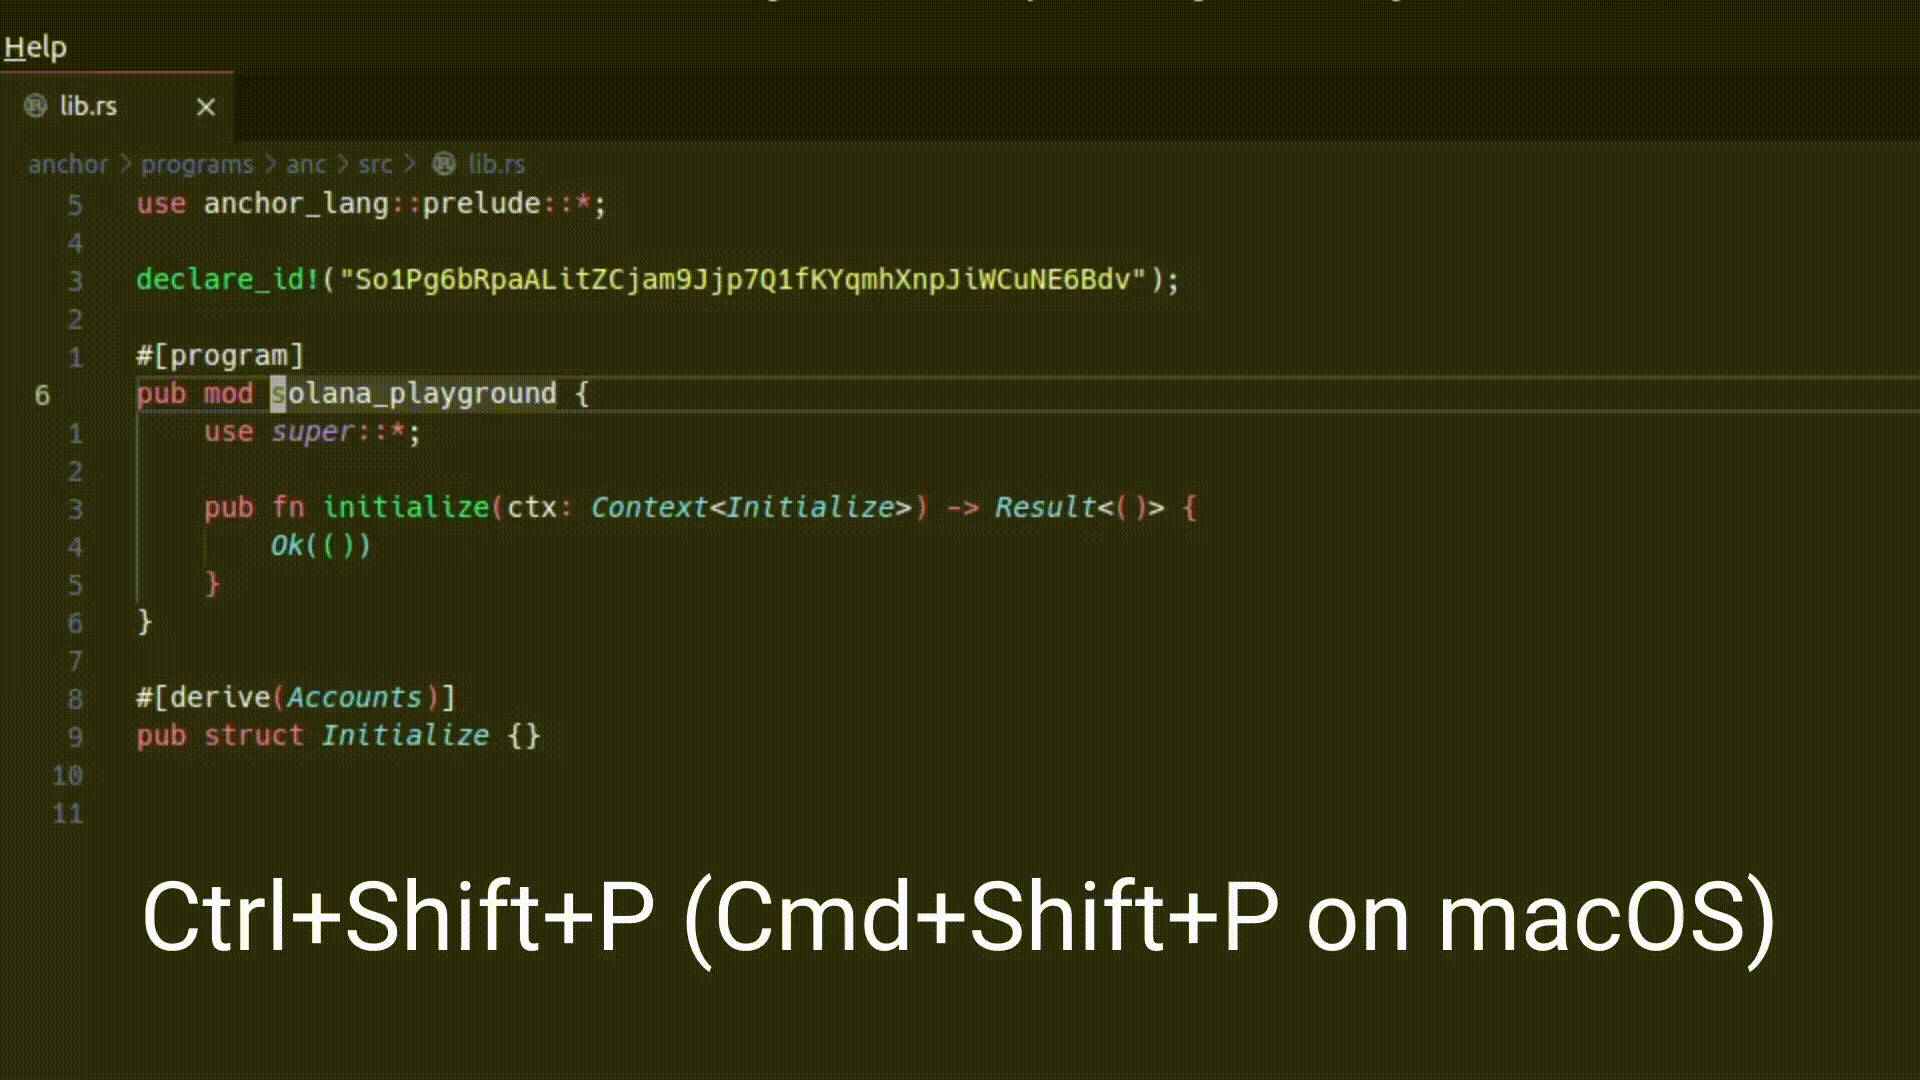 Help
lib.rs
anchor > programs > anc > src > lib.rs
5 use anchor_lang::prelude::*;
4
3 declare_id!("So1Pg6bRpaALitZCjam9Jjp7Q1fKYqmhXnpJiWCuNE6Bdv");
2
1 #[program]
6 pub mod solana_playground {
1 use super::*;
2
3 pub fn initialize(ctx: Context<Initialize>) -> Result<()> {
4 Ok(())
5 }
6 }
7
8 #[derive(Accounts)]
9 pub struct Initialize {}
10
11
Ctrl+Shift+P (Cmd+Shift+P on macOS)